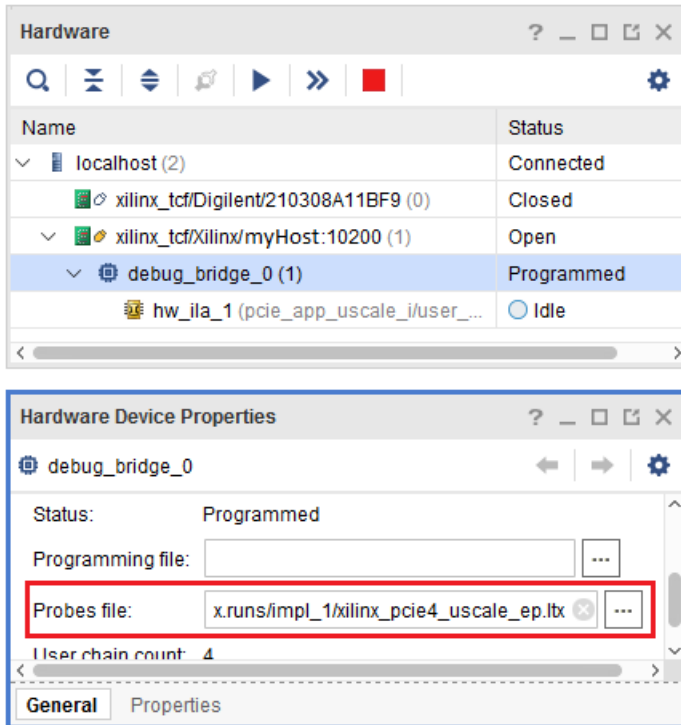 Hardware
Name Status
localhost (2) Connected
xilinx_tcf/Digilent/210308A11BF9 (0) Closed
xilinx_tcf/Xilinx/myHost:10200 (1) Open
debug_bridge_0 (1) Programmed
hw_ila_1 (pcie_app_uscale_i/user_... Idle
Hardware Device Properties
debug_bridge_0
Status: Programmed
Programming file: ...
Probes file: x.runs/impl_1/xilinx_pcie4_uscale_ep.ltx ...
User chain count: 4
General Properties